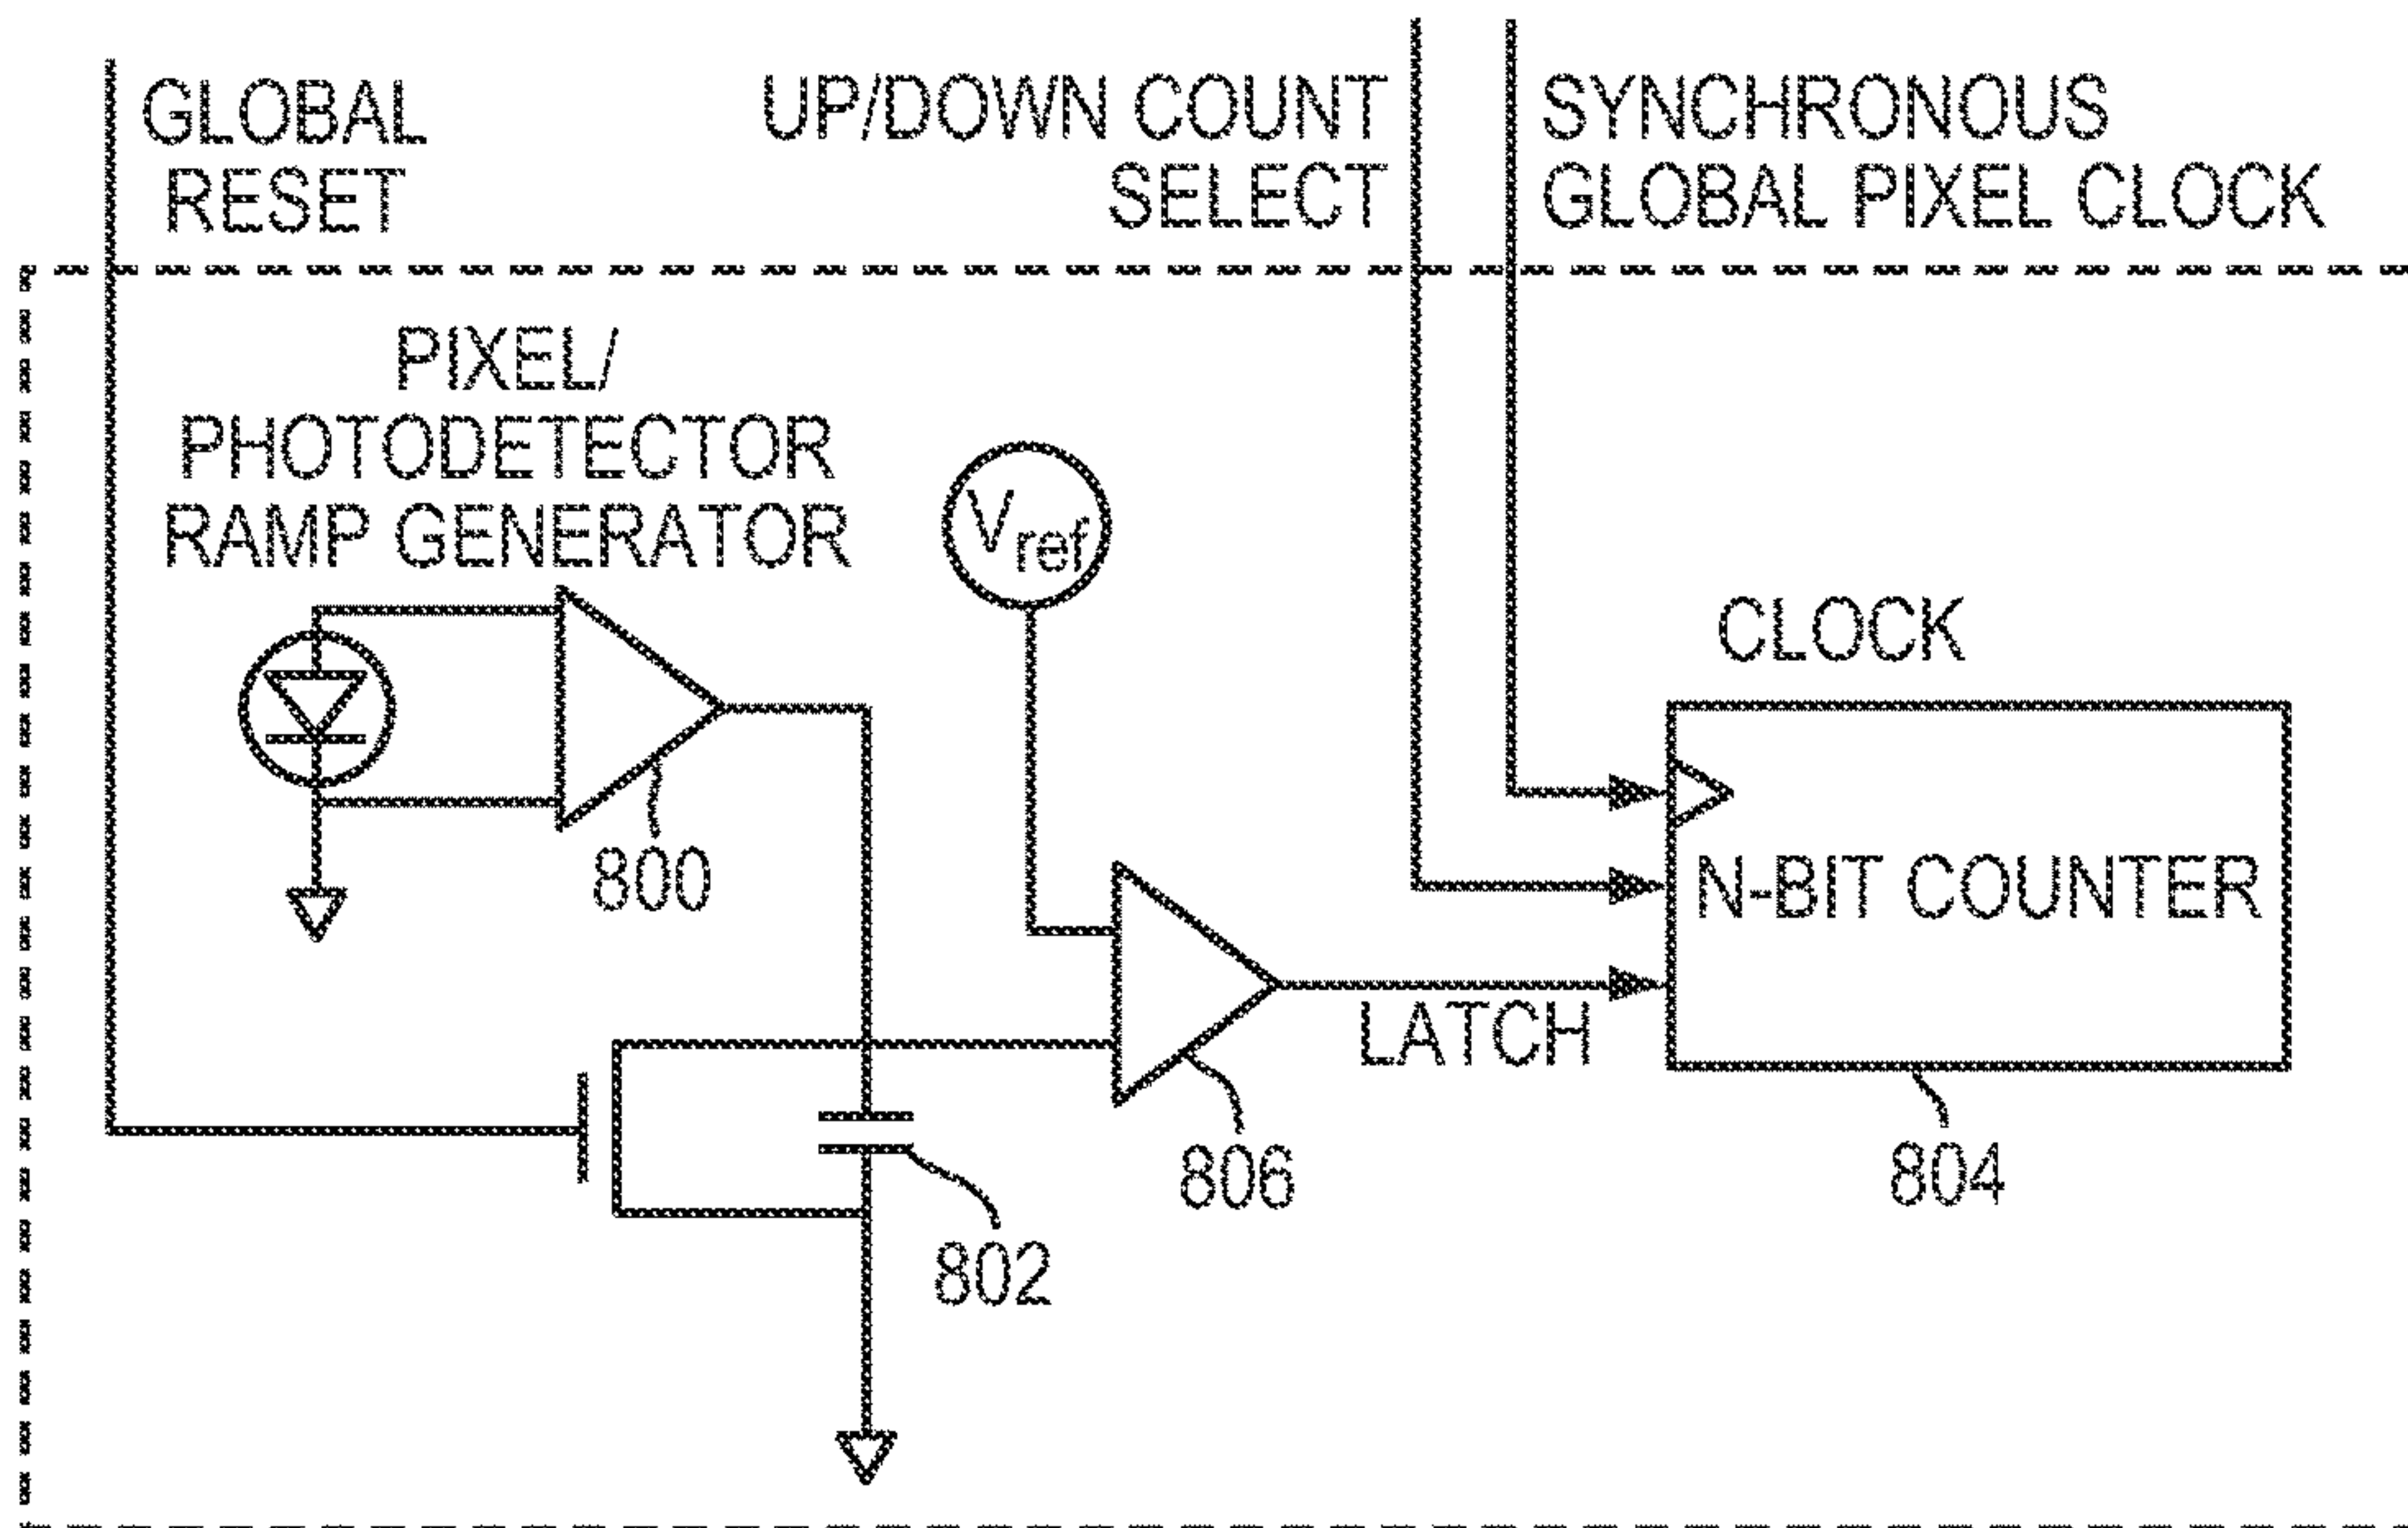 GLOBAL
RESET
UP/DOWN COUNT
SELECT
SYNCHRONOUS
GLOBAL PIXEL CLOCK
PIXEL/
PHOTODETECTOR
RAMP GENERATOR
Vref
CLOCK
800
N-BIT COUNTER
LATCH
806
804
802